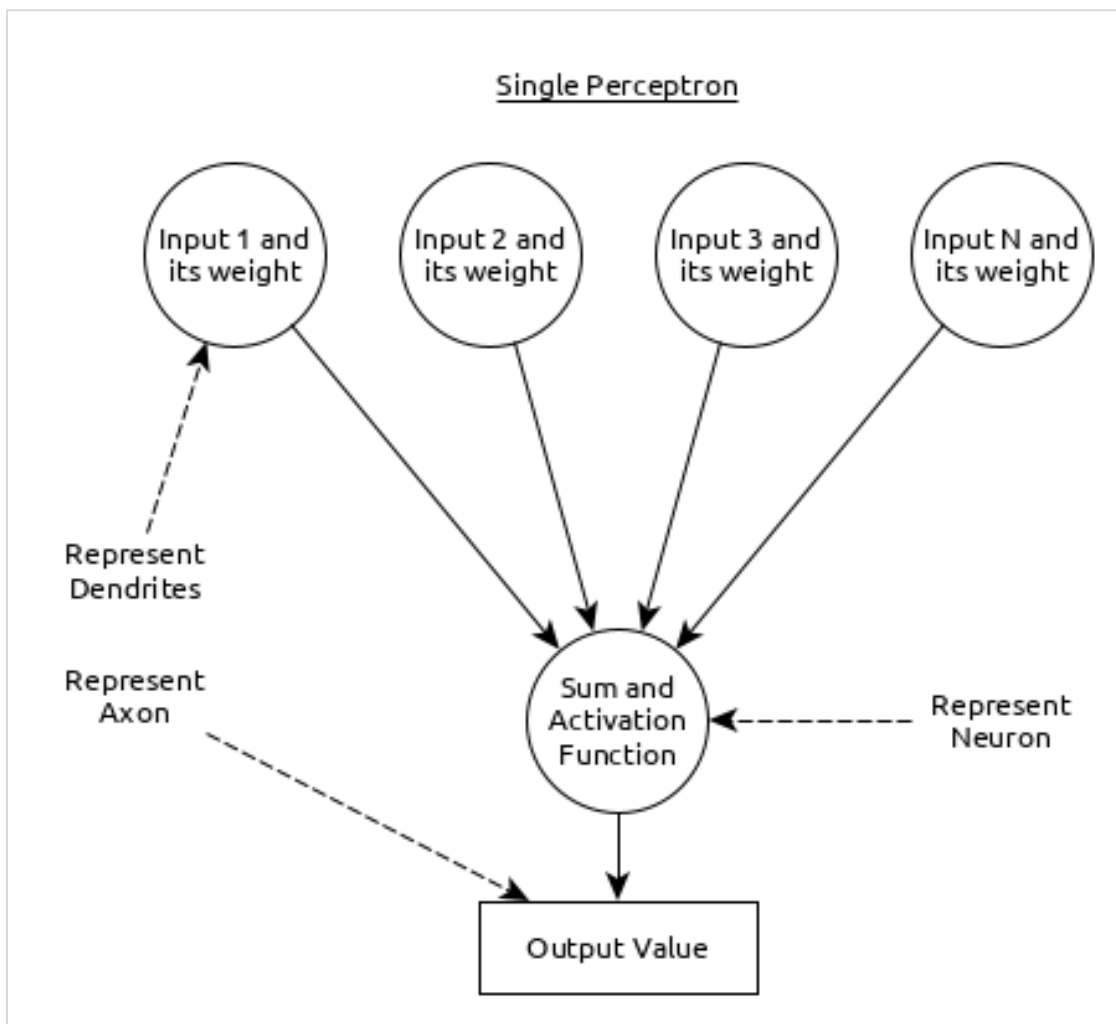 Single Perceptron
Input 1 and
its weight
Input 2 and
its weight
Input 3 and
its weight
Input N and
its weight
Represent
Dendrites
Represent
Axon
Sum and
Activation
Function
Represent
Neuron
Output Value